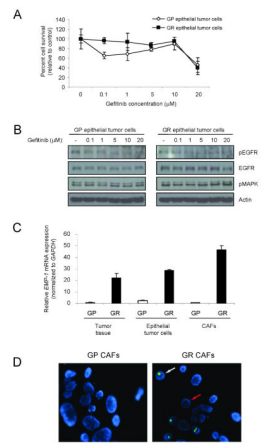 A
GP epithelial tumor cells
GR epithelial tumor cells
Percent cell survival
(relative to control)
140
120
100
80
60
40
20
0
0 0.1 1 5 10 20
Gefitinib concentration (μM)
B
GP epithelial tumor cells GR epithelial tumor cells
Gefitinib (μM): - 0.1 1 5 10 20 - 0.1 1 5 10 20
pEGFR
EGFR
pMAPK
Actin
C
Relative EMP-1 mRNA expression
(normalized to GAPDH)
70
60
50
40
30
20
10
0
GP GR GP GR GP GR
Tumor tissue Epithelial tumor cells CAFs
D
GP CAFs GR CAFs